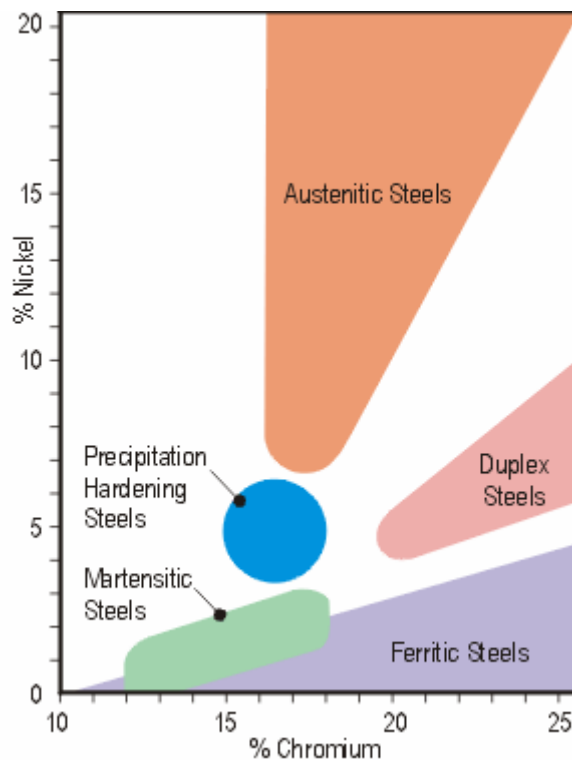 20
Austenitic Steels
15
% Nickel
10
Precipitation
Hardening
Steels
Duplex
Steels
5
Martensitic
Steels
Ferritic Steels
0
10
15
20
25
% Chromium